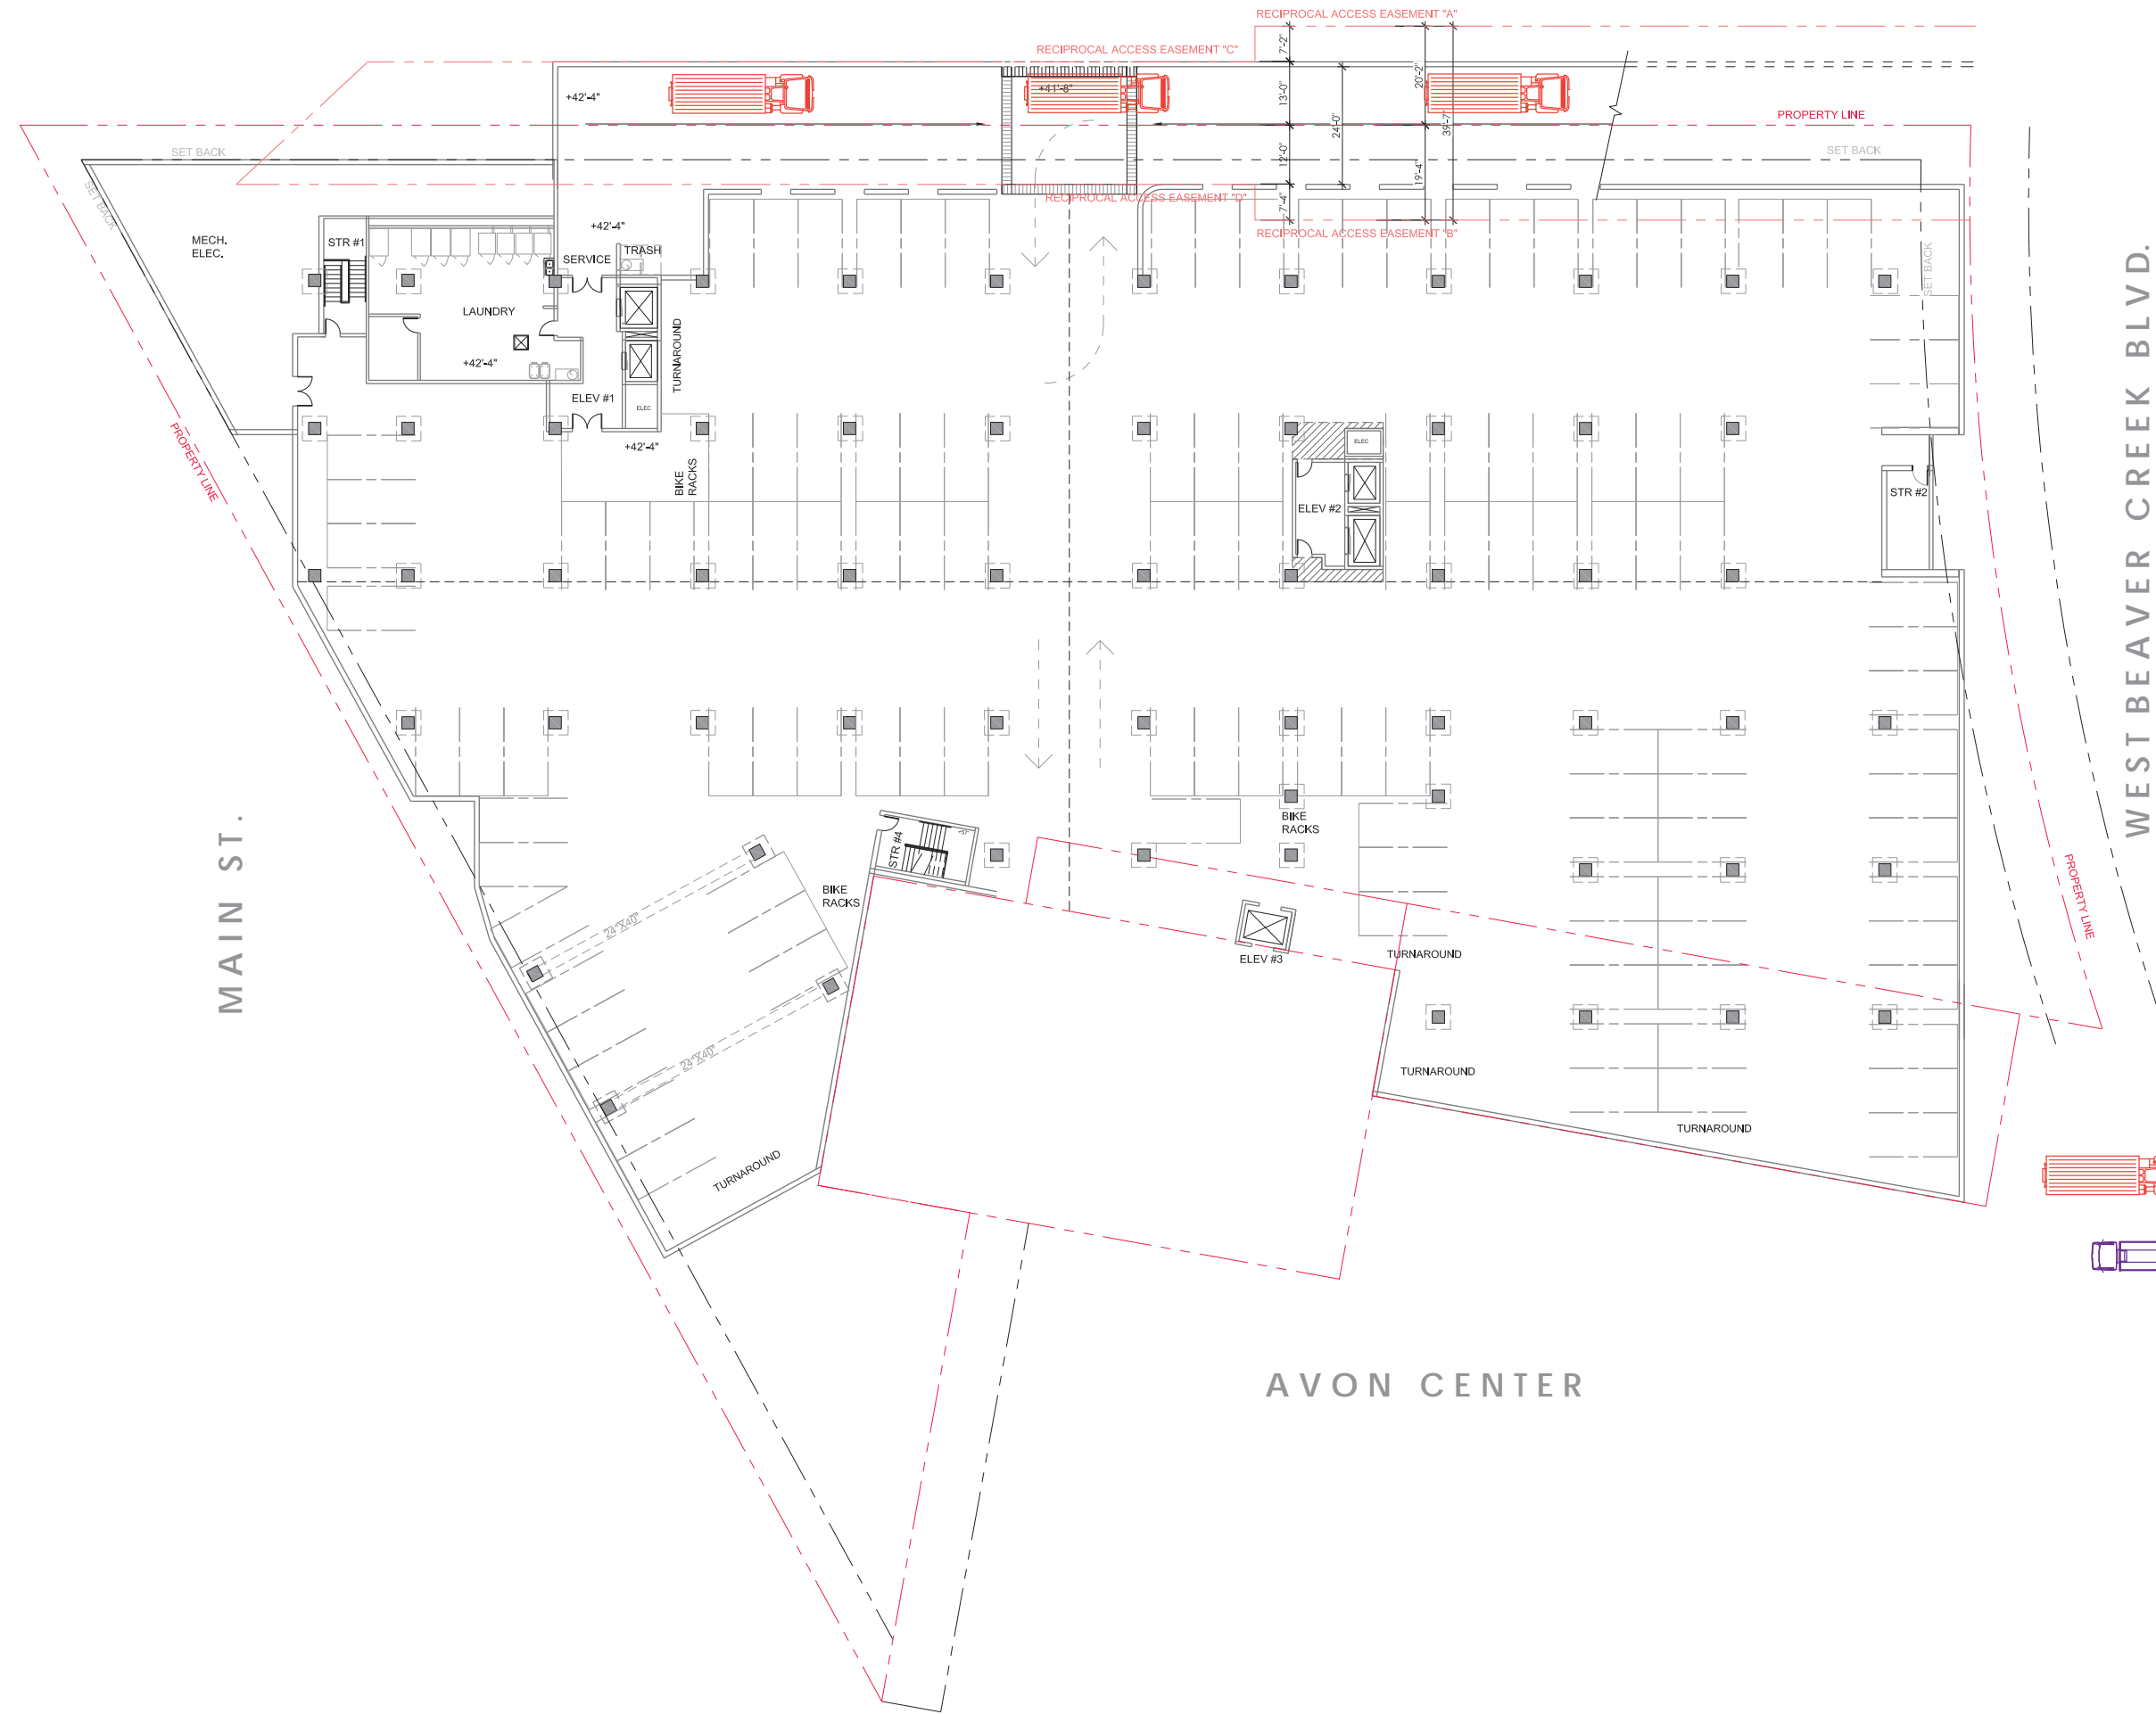 RECIPROCAL ACCESS EASEMENT "A"
RECIPROCAL ACCESS EASEMENT "C"
7'-2"
20'-2"
+42'-4"
+41'-8"
13'-0"
24'-0"
39'-7"
PROPERTY LINE
SET BACK
SET BACK
12'-0"
19'-4"
SET BACK
RECIPROCAL ACCESS EASEMENT "D"
7'-4"
RECIPROCAL ACCESS EASEMENT "B"
+42'-4"
MECH.
ELEC.
STR #1
TRASH
SERVICE
SET BACK
LAUNDRY
TURNAROUND
+42'-4"
ELEV #1
ELEC
+42'-4"
ELEC
PROPERTY LINE
BIKE
RACKS
STR #2
ELEV #2
WEST BEAVER CREEK BLVD.
MAIN ST.
BIKE
RACKS
STR #4
BIKE
RACKS
24"X40"
PROPERTY LINE
TURNAROUND
ELEV #3
24"X40"
TURNAROUND
TURNAROUND
TURNAROUND
AVON CENTER